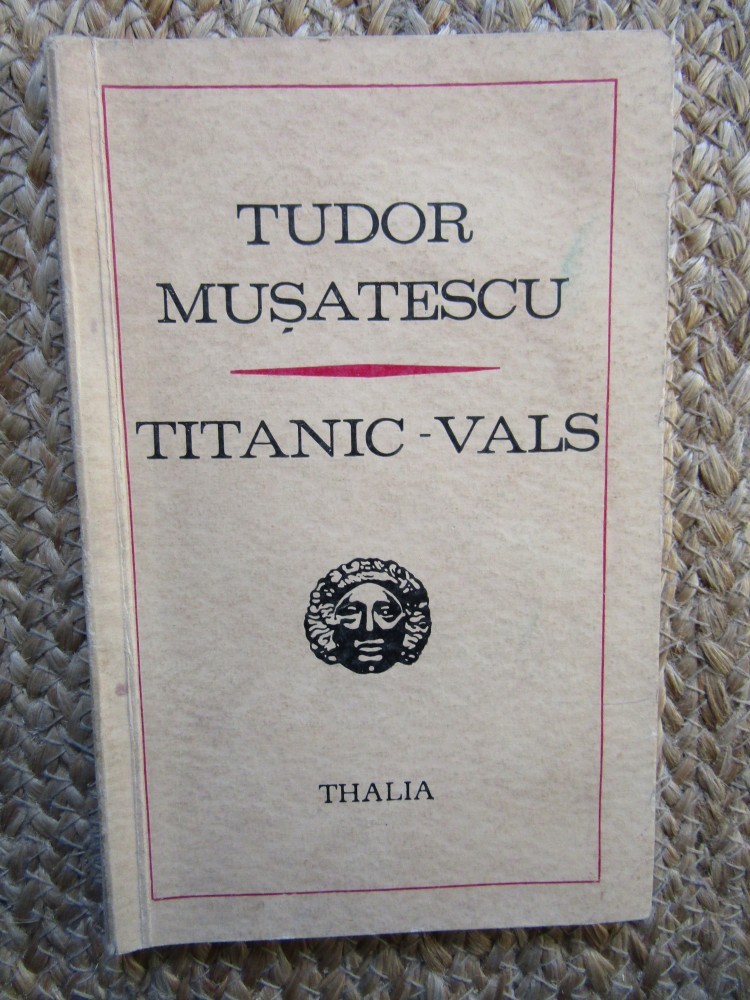 TUDOR
MUȘATESCU
TITANIC - VALS
THALIA